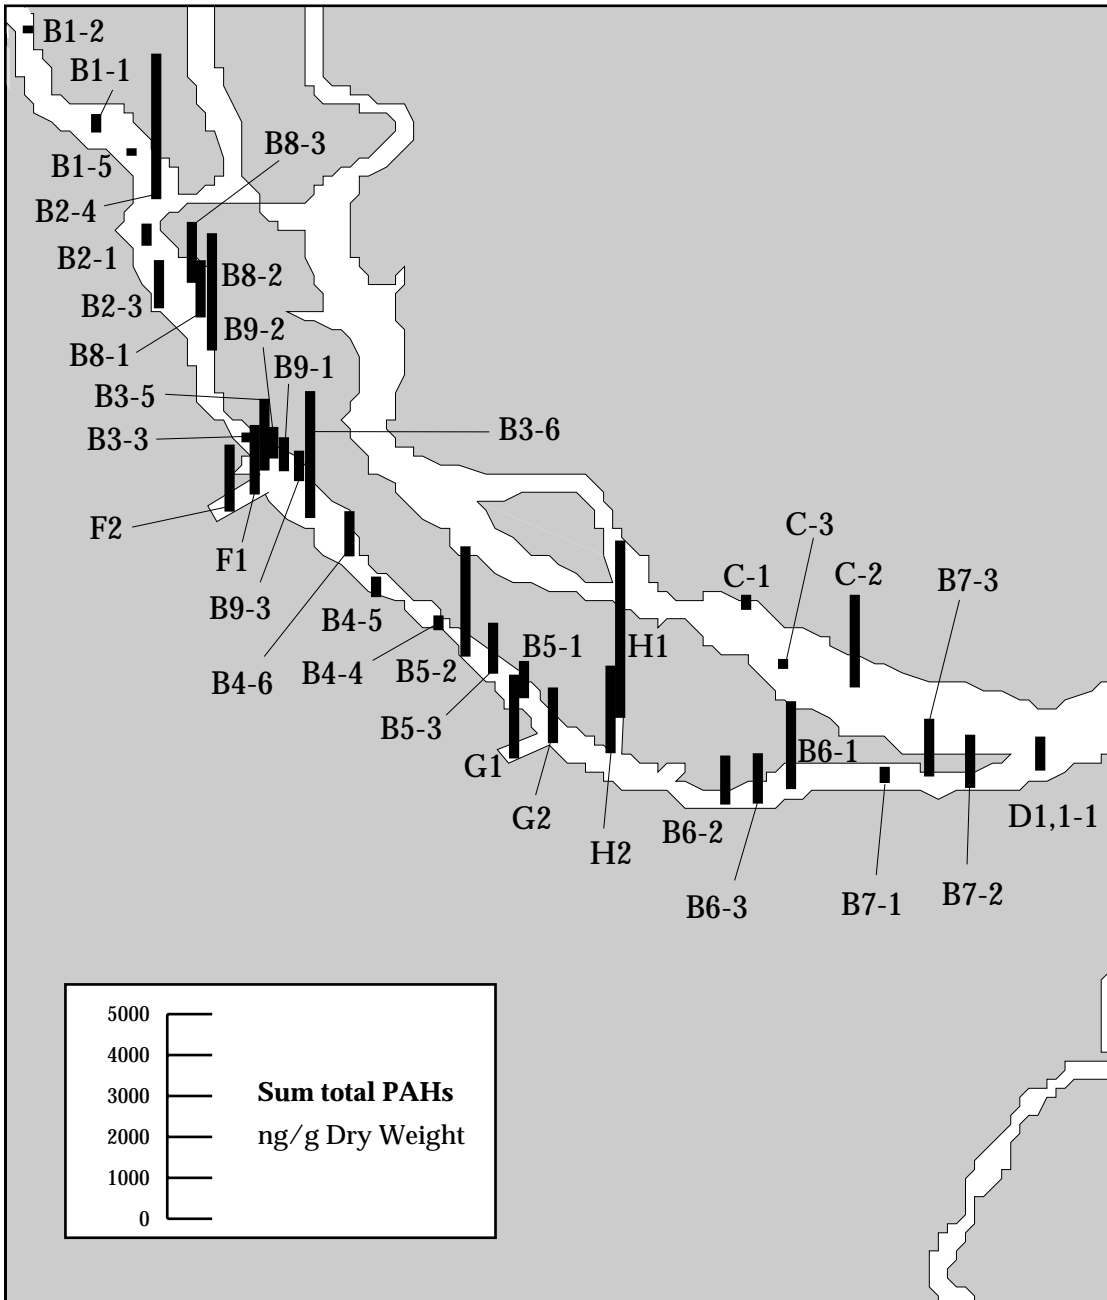 B1-2
B1-1
B8-3
B1-5
B2-4
B2-1
B8-2
B2-3
B9-2
B8-1
B9-1
B3-5
B3-3
B3-6
F2
C-3
F1
C-1
C-2
B7-3
B9-3
B4-5
B5-1
H1
B4-4
B5-2
B4-6
B5-3
B6-1
G1
G2
D1,1-1
B6-2
H2
B7-2
B6-3
B7-1
5000
4000
3000
Sum total PAHs
2000
ng/g Dry Weight
1000
0